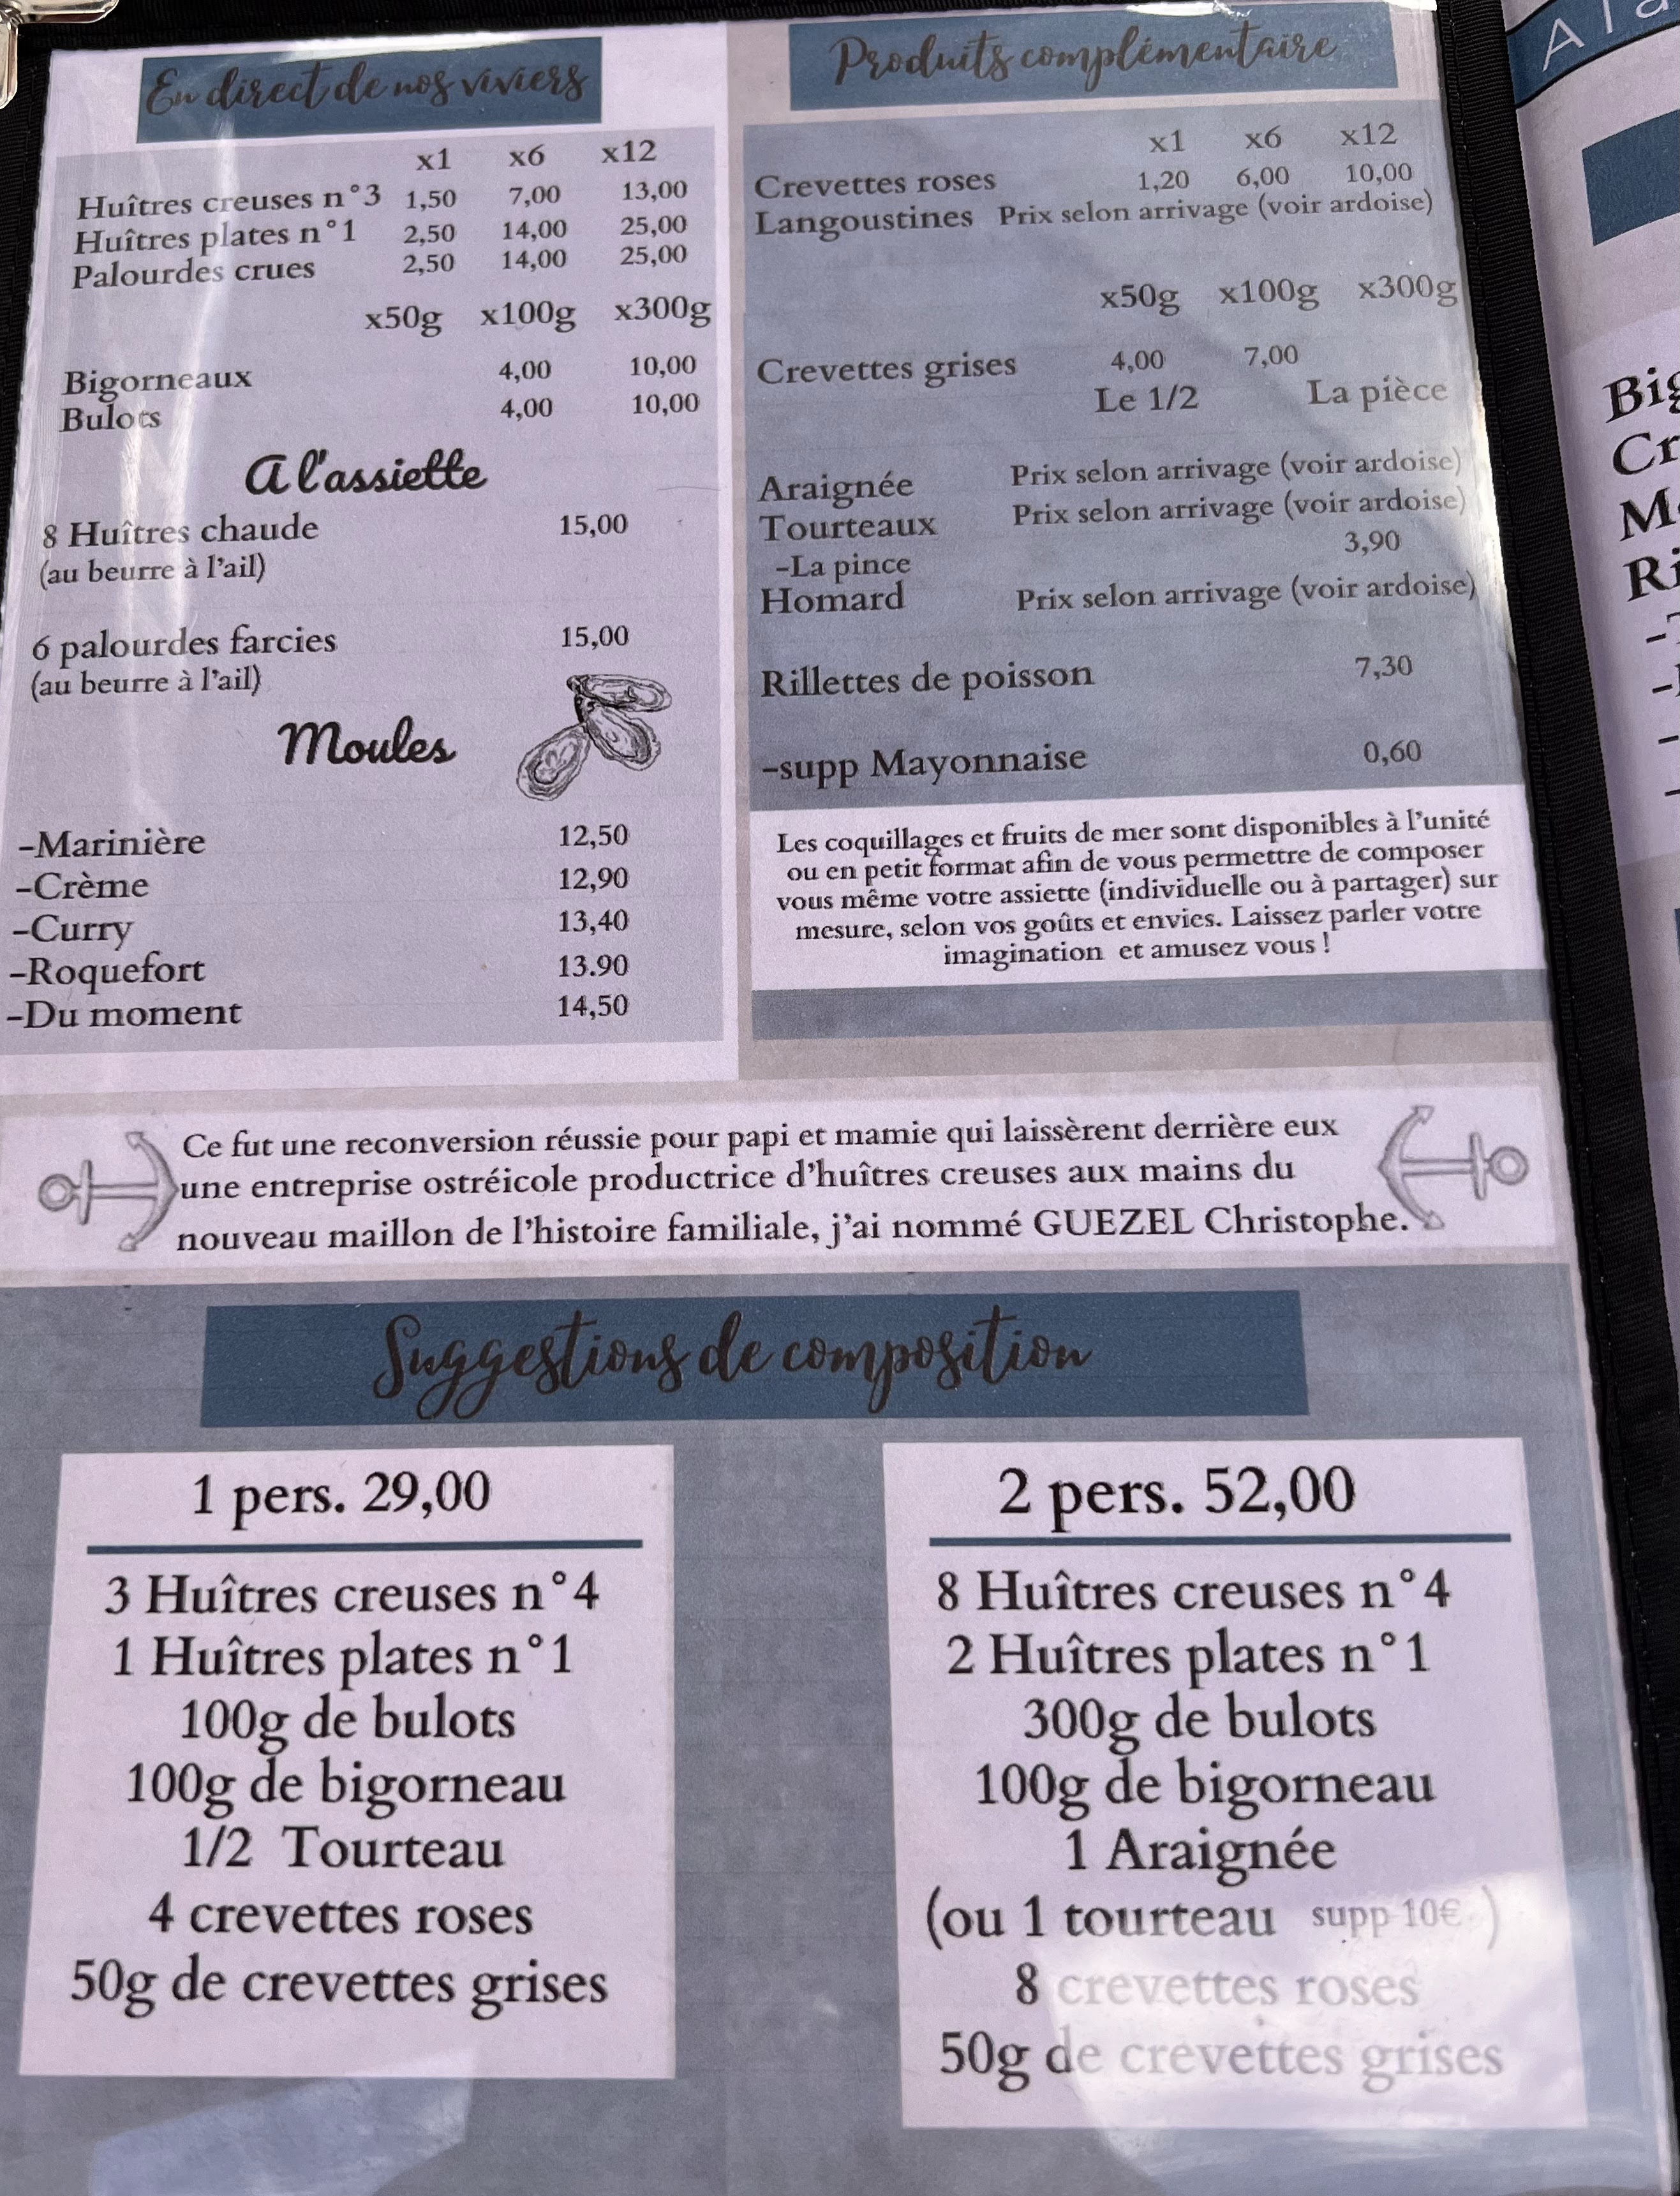 En direct de nos viviers
x1 x6 x12
Huîtres creuses n°3 1,50 7,00 13,00
Huîtres plates n°1 2,50 14,00 25,00
Palourdes crues 2,50 14,00 25,00
x50g x100g x300g
Bigorneaux 4,00 10,00
Bulots 4,00 10,00
A l'assiette
8 Huîtres chaude 15,00
(au beurre à l'ail)
6 palourdes farcies 15,00
(au beurre à l'ail)
Moules
-Marinière 12,50
-Crème 12,90
-Curry 13,40
-Roquefort 13.90
-Du moment 14,50
Produits complémentaire
x1 x6 x12
Crevettes roses 1,20 6,00 10,00
Langoustines Prix selon arrivage (voir ardoise)
x50g x100g x300g
Crevettes grises 4,00 7,00
Le 1/2 La pièce
Araignée Prix selon arrivage (voir ardoise)
Tourteaux Prix selon arrivage (voir ardoise)
-La pince 3,90
Homard Prix selon arrivage (voir ardoise)
Rillettes de poisson 7,30
-supp Mayonnaise 0,60
Les coquillages et fruits de mer sont disponibles à l'unité
ou en petit format afin de vous permettre de composer
vous même votre assiette (individuelle ou à partager) sur
mesure, selon vos goûts et envies. Laissez parler votre
imagination et amusez vous !
Ce fut une reconversion réussie pour papi et mamie qui laissèrent derrière eux
une entreprise ostréicole productrice d'huîtres creuses aux mains du
nouveau maillon de l'histoire familiale, j'ai nommé GUEZEL Christophe.
Suggestions de composition
1 pers. 29,00
3 Huîtres creuses n°4
1 Huîtres plates n°1
100g de bulots
100g de bigorneau
1/2 Tourteau
4 crevettes roses
50g de crevettes grises
2 pers. 52,00
8 Huîtres creuses n°4
2 Huîtres plates n°1
300g de bulots
100g de bigorneau
1 Araignée
(ou 1 tourteau supp 10€ )
8 crevettes roses
50g de crevettes grises